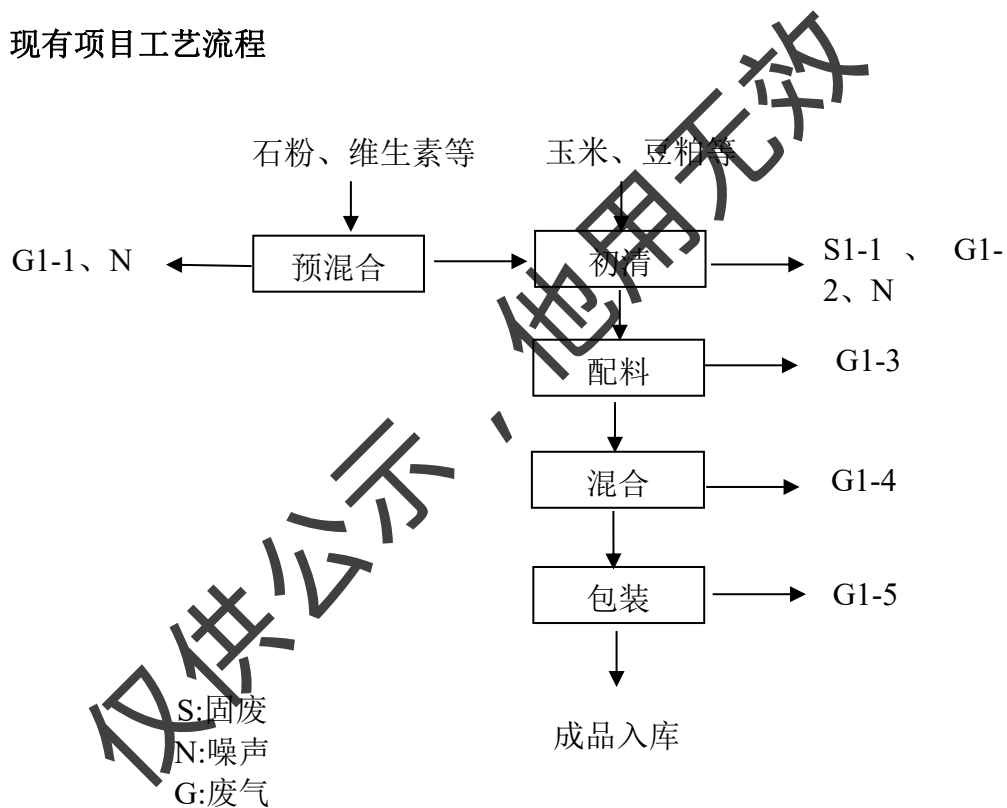 现有项目工艺流程
石粉、维生素等
玉米、豆粕等
G1-1、N
预混合
初清
S1-1 、 G1-
2、N
配料
G1-3
混合
G1-4
包装
G1-5
成品入库
S:固废
N:噪声
G:废气
仅供公示，他用无效